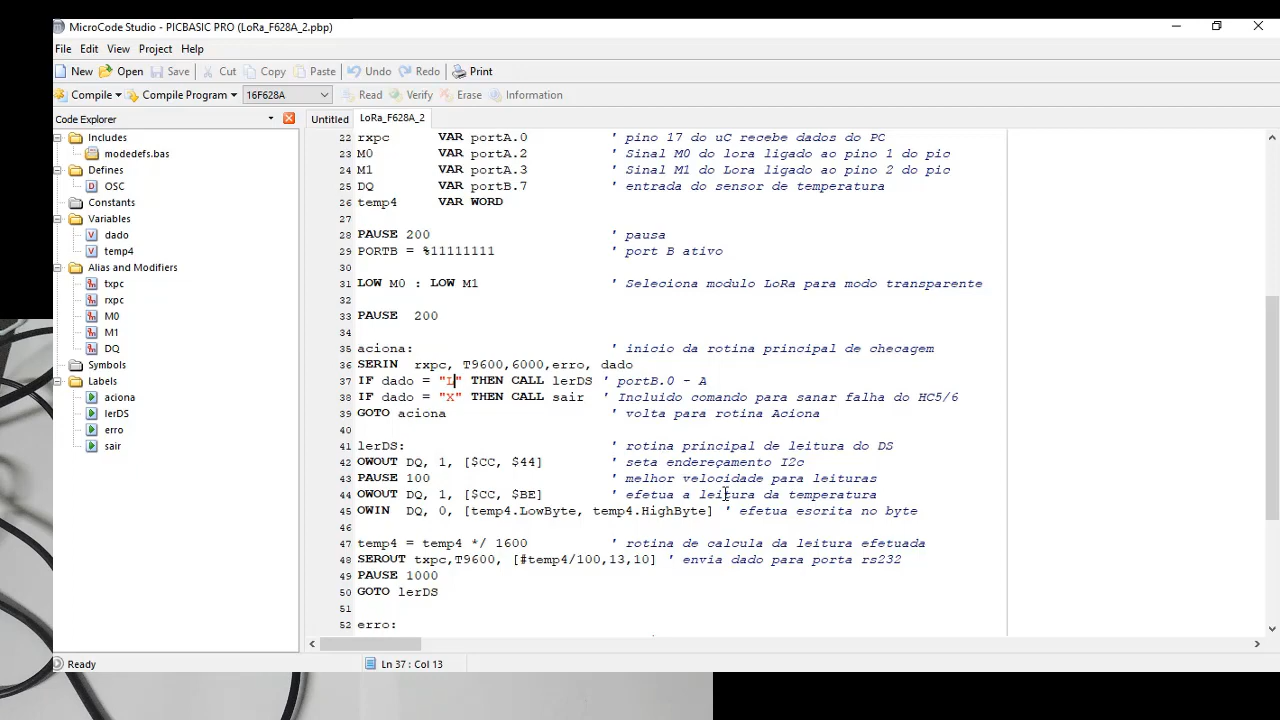 MicroCode Studio - PICBASIC PRO (LoRa_F628A_2.pbp)
File Edit View Project Help
New Open Save Cut Copy Paste Undo Redo Print
Compile Compile Program 16F628A Read Verify Erase Information
Code Explorer
Includes
modedefs.bas
Defines
OSC
Constants
Variables
dado
temp4
Alias and Modifiers
txpc
rxpc
M0
M1
DQ
Symbols
Labels
aciona
lerDS
erro
sair
Untitled LoRa_F628A_2
22 rxpc VAR portA.0 ' pino 17 do uC recebe dados do PC
23 M0 VAR portA.2 ' Sinal M0 do lora ligado ao pino 1 do pic
24 M1 VAR portA.3 ' Sinal M1 do Lora ligado ao pino 2 do pic
25 DQ VAR portB.7 ' entrada do sensor de temperatura
26 temp4 VAR WORD
27
28 PAUSE 200 ' pausa
29 PORTB = %11111111 ' port B ativo
30
31 LOW M0 : LOW M1 ' Seleciona modulo LoRa para modo transparente
32
33 PAUSE 200
34
35 aciona: ' inicio da rotina principal de checagem
36 SERIN rxpc, T9600,6000,erro, dado
37 IF dado = "L" THEN CALL lerDS ' portB.0 - A
38 IF dado = "X" THEN CALL sair ' Incluido comando para sanar falha do HC5/6
39 GOTO aciona ' volta para rotina Aciona
40
41 lerDS: ' rotina principal de leitura do DS
42 OWOUT DQ, 1, [$CC, $44] ' seta endereçamento I2c
43 PAUSE 100 ' melhor velocidade para leituras
44 OWOUT DQ, 1, [$CC, $BE] ' efetua a leitura da temperatura
45 OWIN DQ, 0, [temp4.LowByte, temp4.HighByte] ' efetua escrita no byte
46
47 temp4 = temp4 */ 1600 ' rotina de calcula da leitura efetuada
48 SEROUT txpc,T9600, [#temp4/100,13,10] ' envia dado para porta rs232
49 PAUSE 1000
50 GOTO lerDS
51
52 erro:
Ready Ln 37 : Col 13